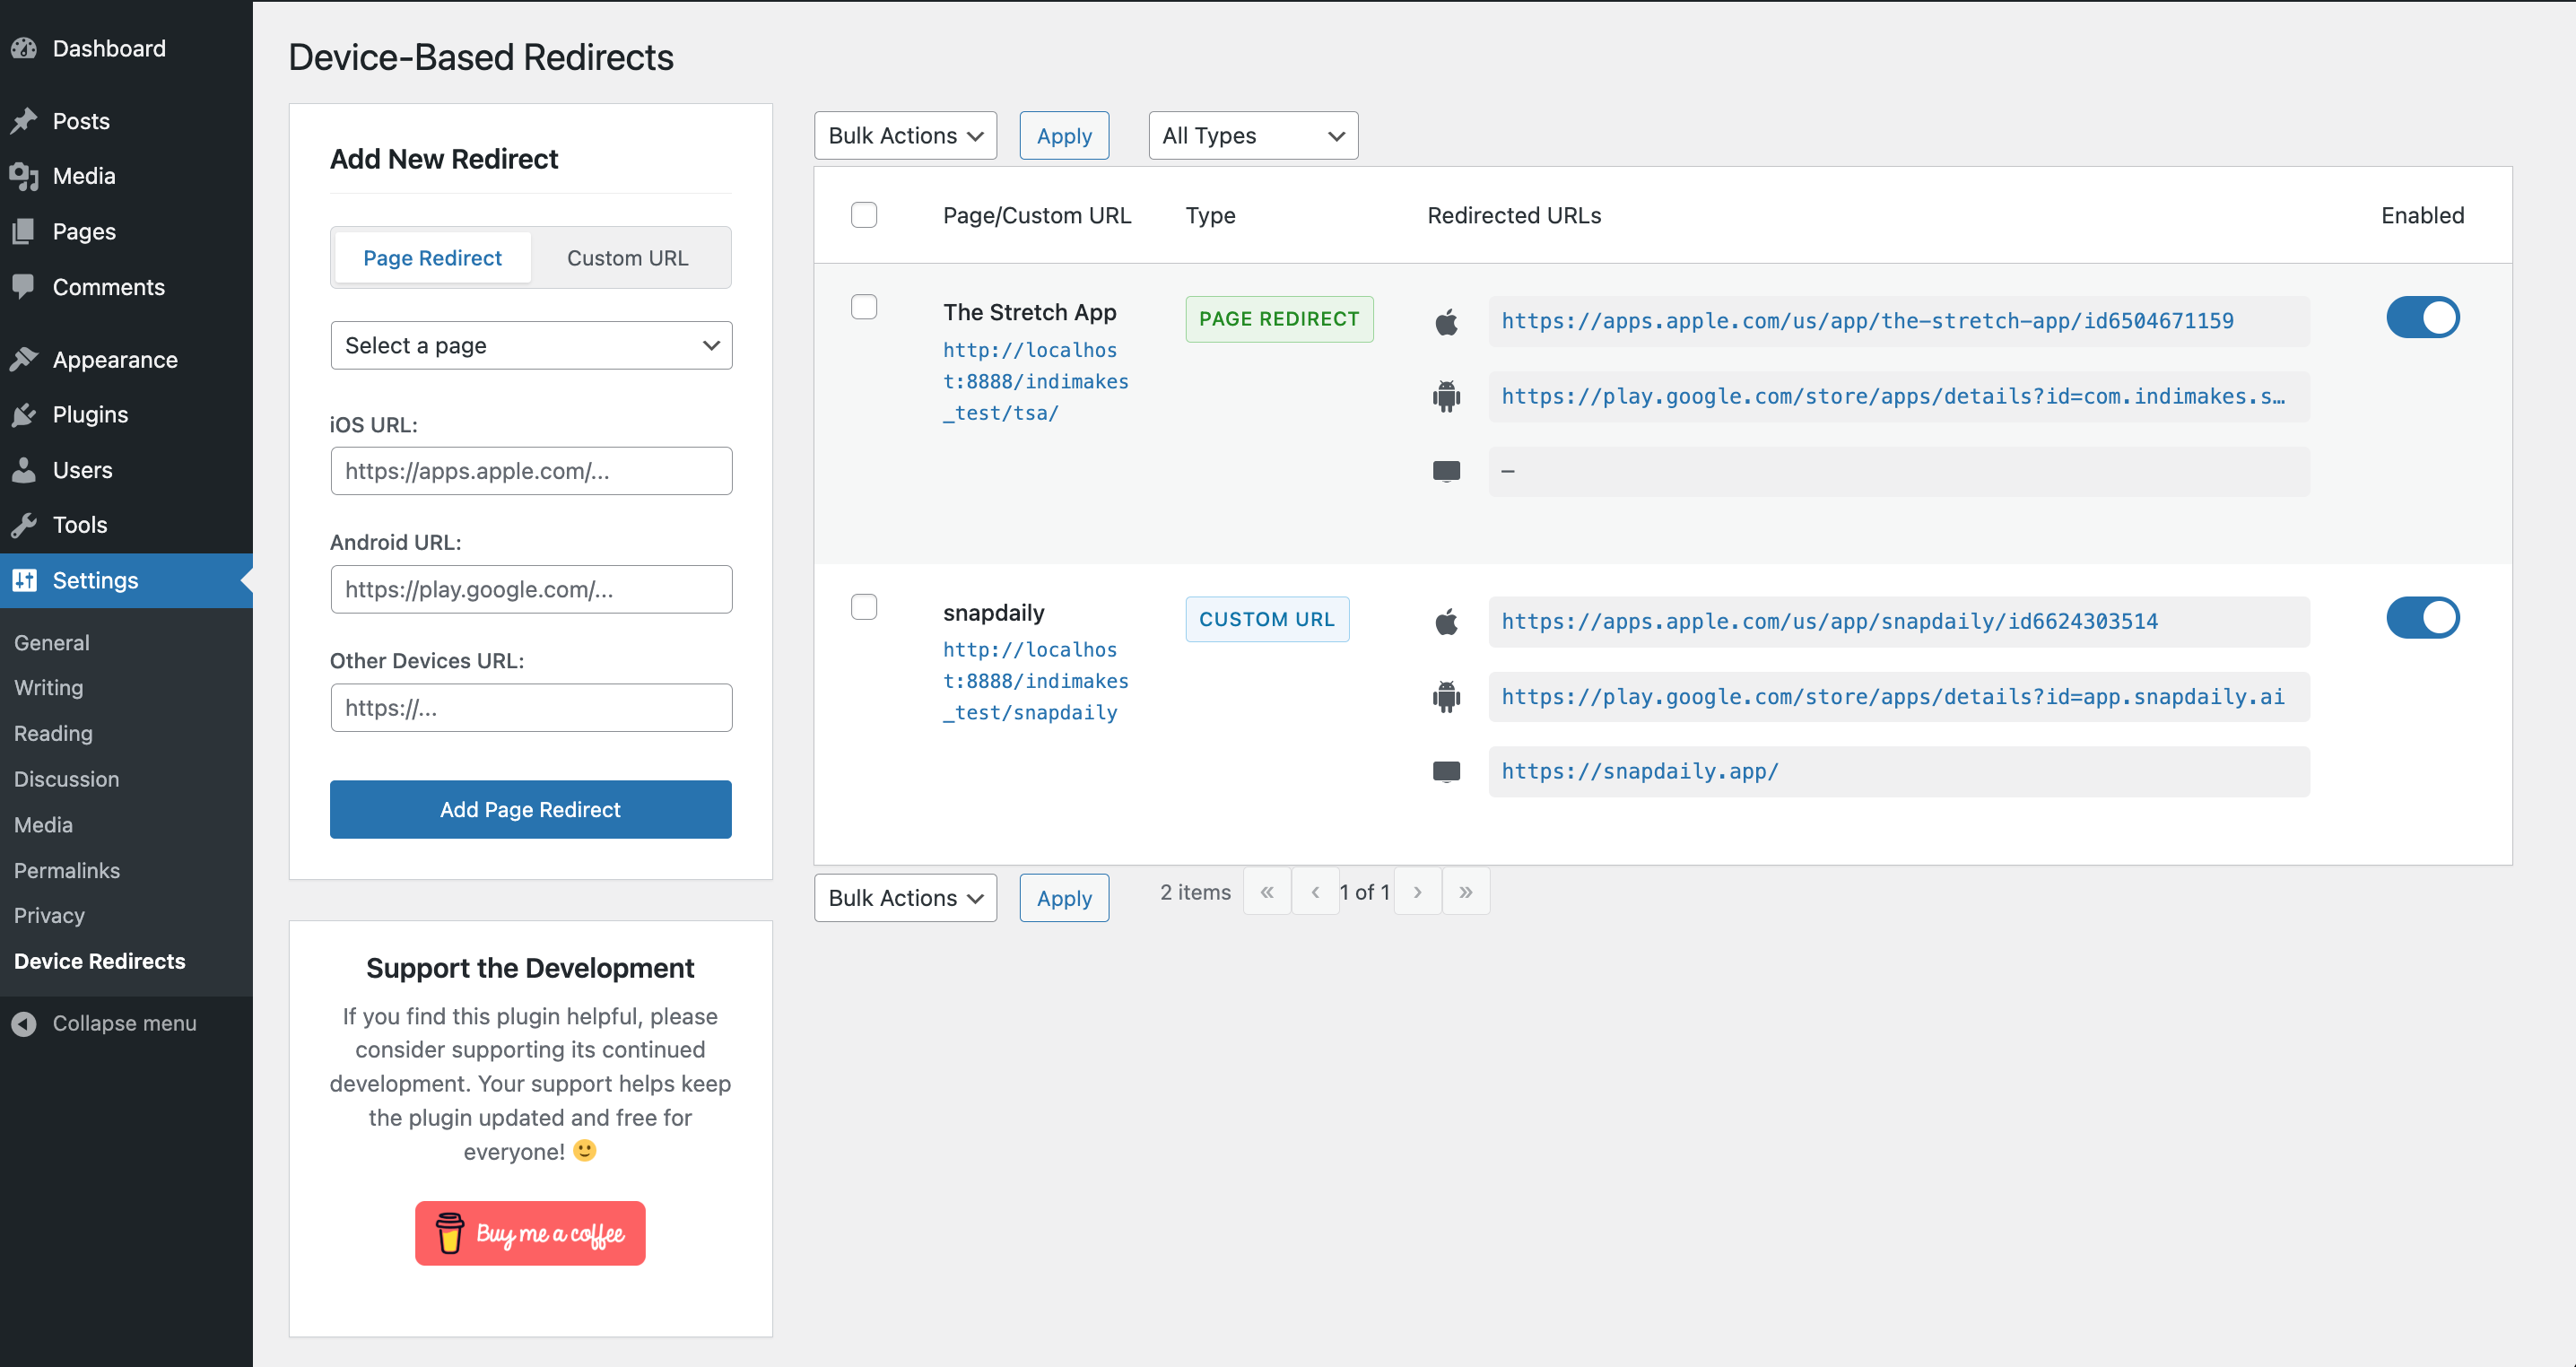 Dashboard
Posts
Media
Pages
Comments
Appearance
Plugins
Users
Tools
Settings
General
Writing
Reading
Discussion
Media
Permalinks
Privacy
Device Redirects
Collapse menu
Device-Based Redirects
Add New Redirect
Page Redirect Custom URL
Select a page
iOS URL:
https://apps.apple.com/...
Android URL:
https://play.google.com/...
Other Devices URL:
https://...
Add Page Redirect
Support the Development
If you find this plugin helpful, please
consider supporting its continued
development. Your support helps keep
the plugin updated and free for
everyone! 🙂
Buy me a coffee
Bulk Actions Apply All Types
Page/Custom URL Type Redirected URLs Enabled
The Stretch App
http://localhos
t:8888/indimakes
_test/tsa/
PAGE REDIRECT
https://apps.apple.com/us/app/the-stretch-app/id6504671159
https://play.google.com/store/apps/details?id=com.indimakes.s…
—
snapdaily
http://localhos
t:8888/indimakes
_test/snapdaily
CUSTOM URL
https://apps.apple.com/us/app/snapdaily/id6624303514
https://play.google.com/store/apps/details?id=app.snapdaily.ai
https://snapdaily.app/
Bulk Actions Apply 2 items « ‹ 1 of 1 › »